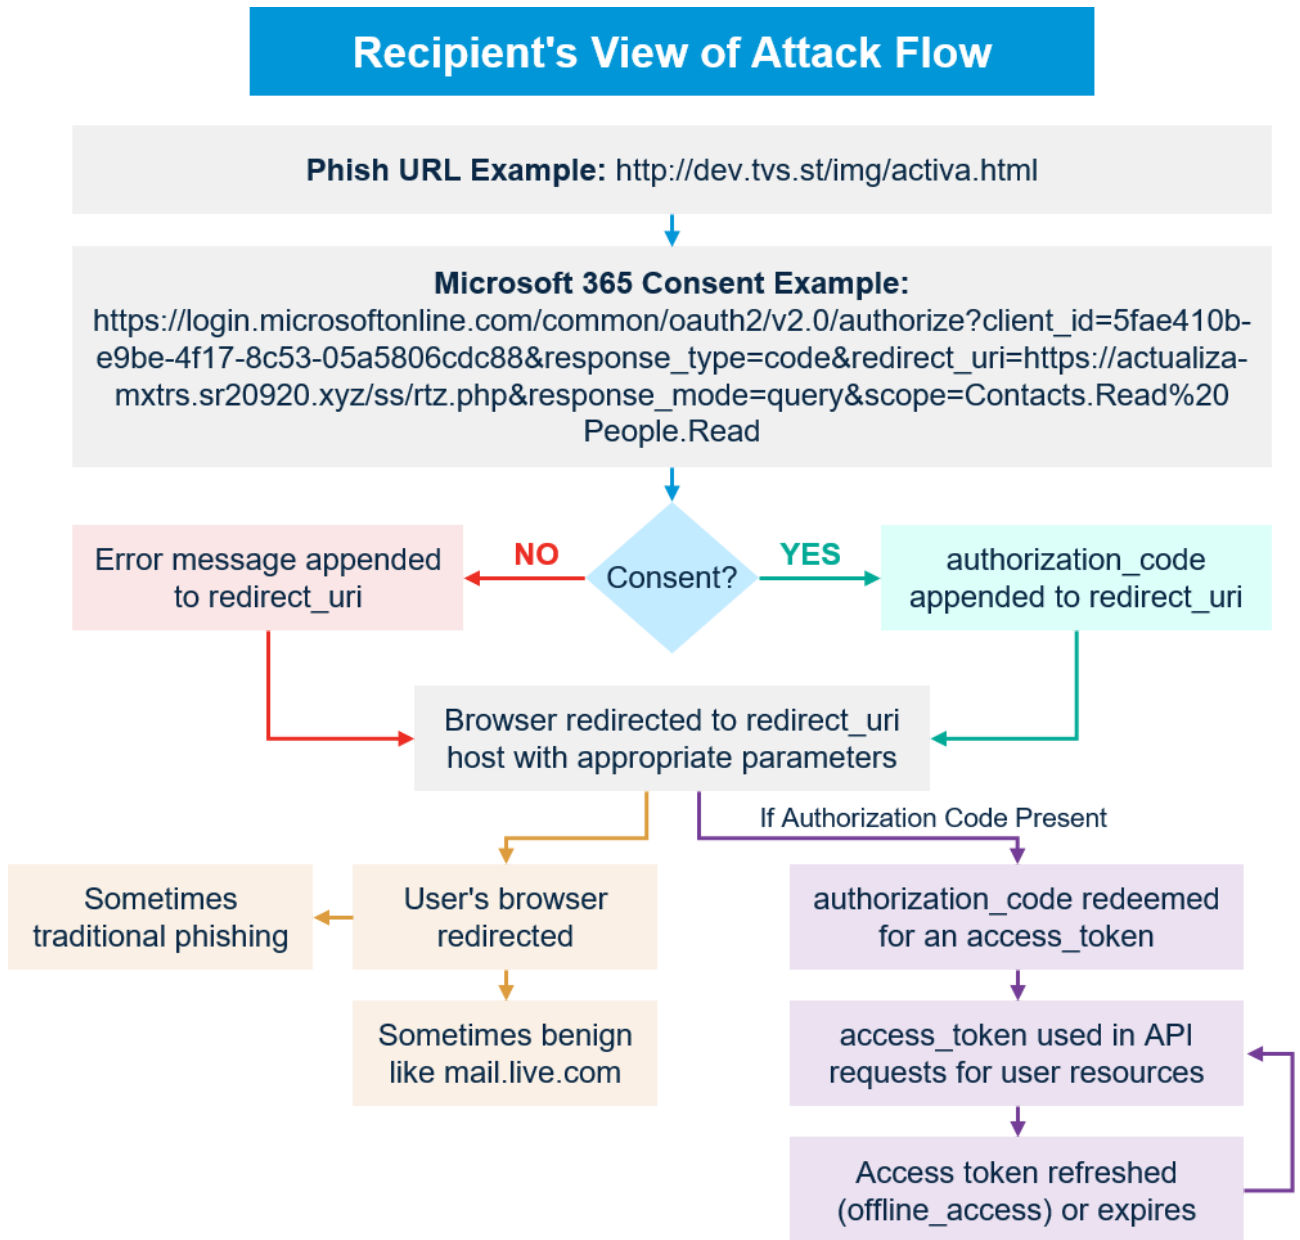 Recipient's View of Attack Flow
Phish URL Example: http://dev.tvs.st/img/activa.html
Microsoft 365 Consent Example:
https://login.microsoftonline.com/common/oauth2/v2.0/authorize?client_id=5fae410b-
e9be-4f17-8c53-05a5806cdc88&response_type=code&redirect_uri=https://actualiza-
mxtrs.sr20920.xyz/ss/rtz.php&response_mode=query&scope=Contacts.Read%20
People.Read
Error message appended
to redirect_uri
NO
Consent?
YES
authorization_code
appended to redirect_uri
Browser redirected to redirect_uri
host with appropriate parameters
If Authorization Code Present
Sometimes
traditional phishing
User's browser
redirected
authorization_code redeemed
for an access_token
Sometimes benign
like mail.live.com
access_token used in API
requests for user resources
Access token refreshed
(offline_access) or expires